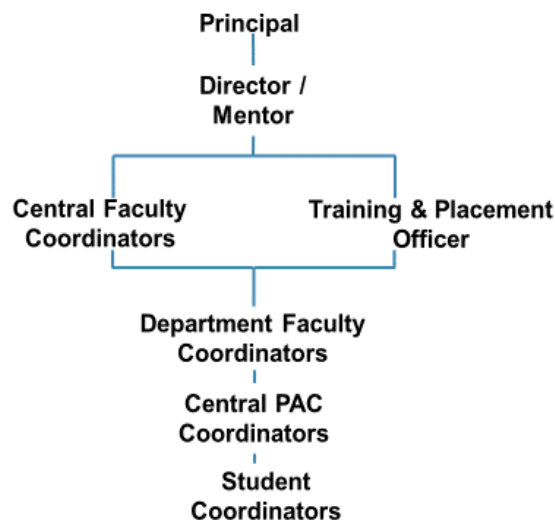 Principal
Director /
Mentor
Central Faculty
Coordinators
Training & Placement
Officer
Department Faculty
Coordinators
Central PAC
Coordinators
Student
Coordinators